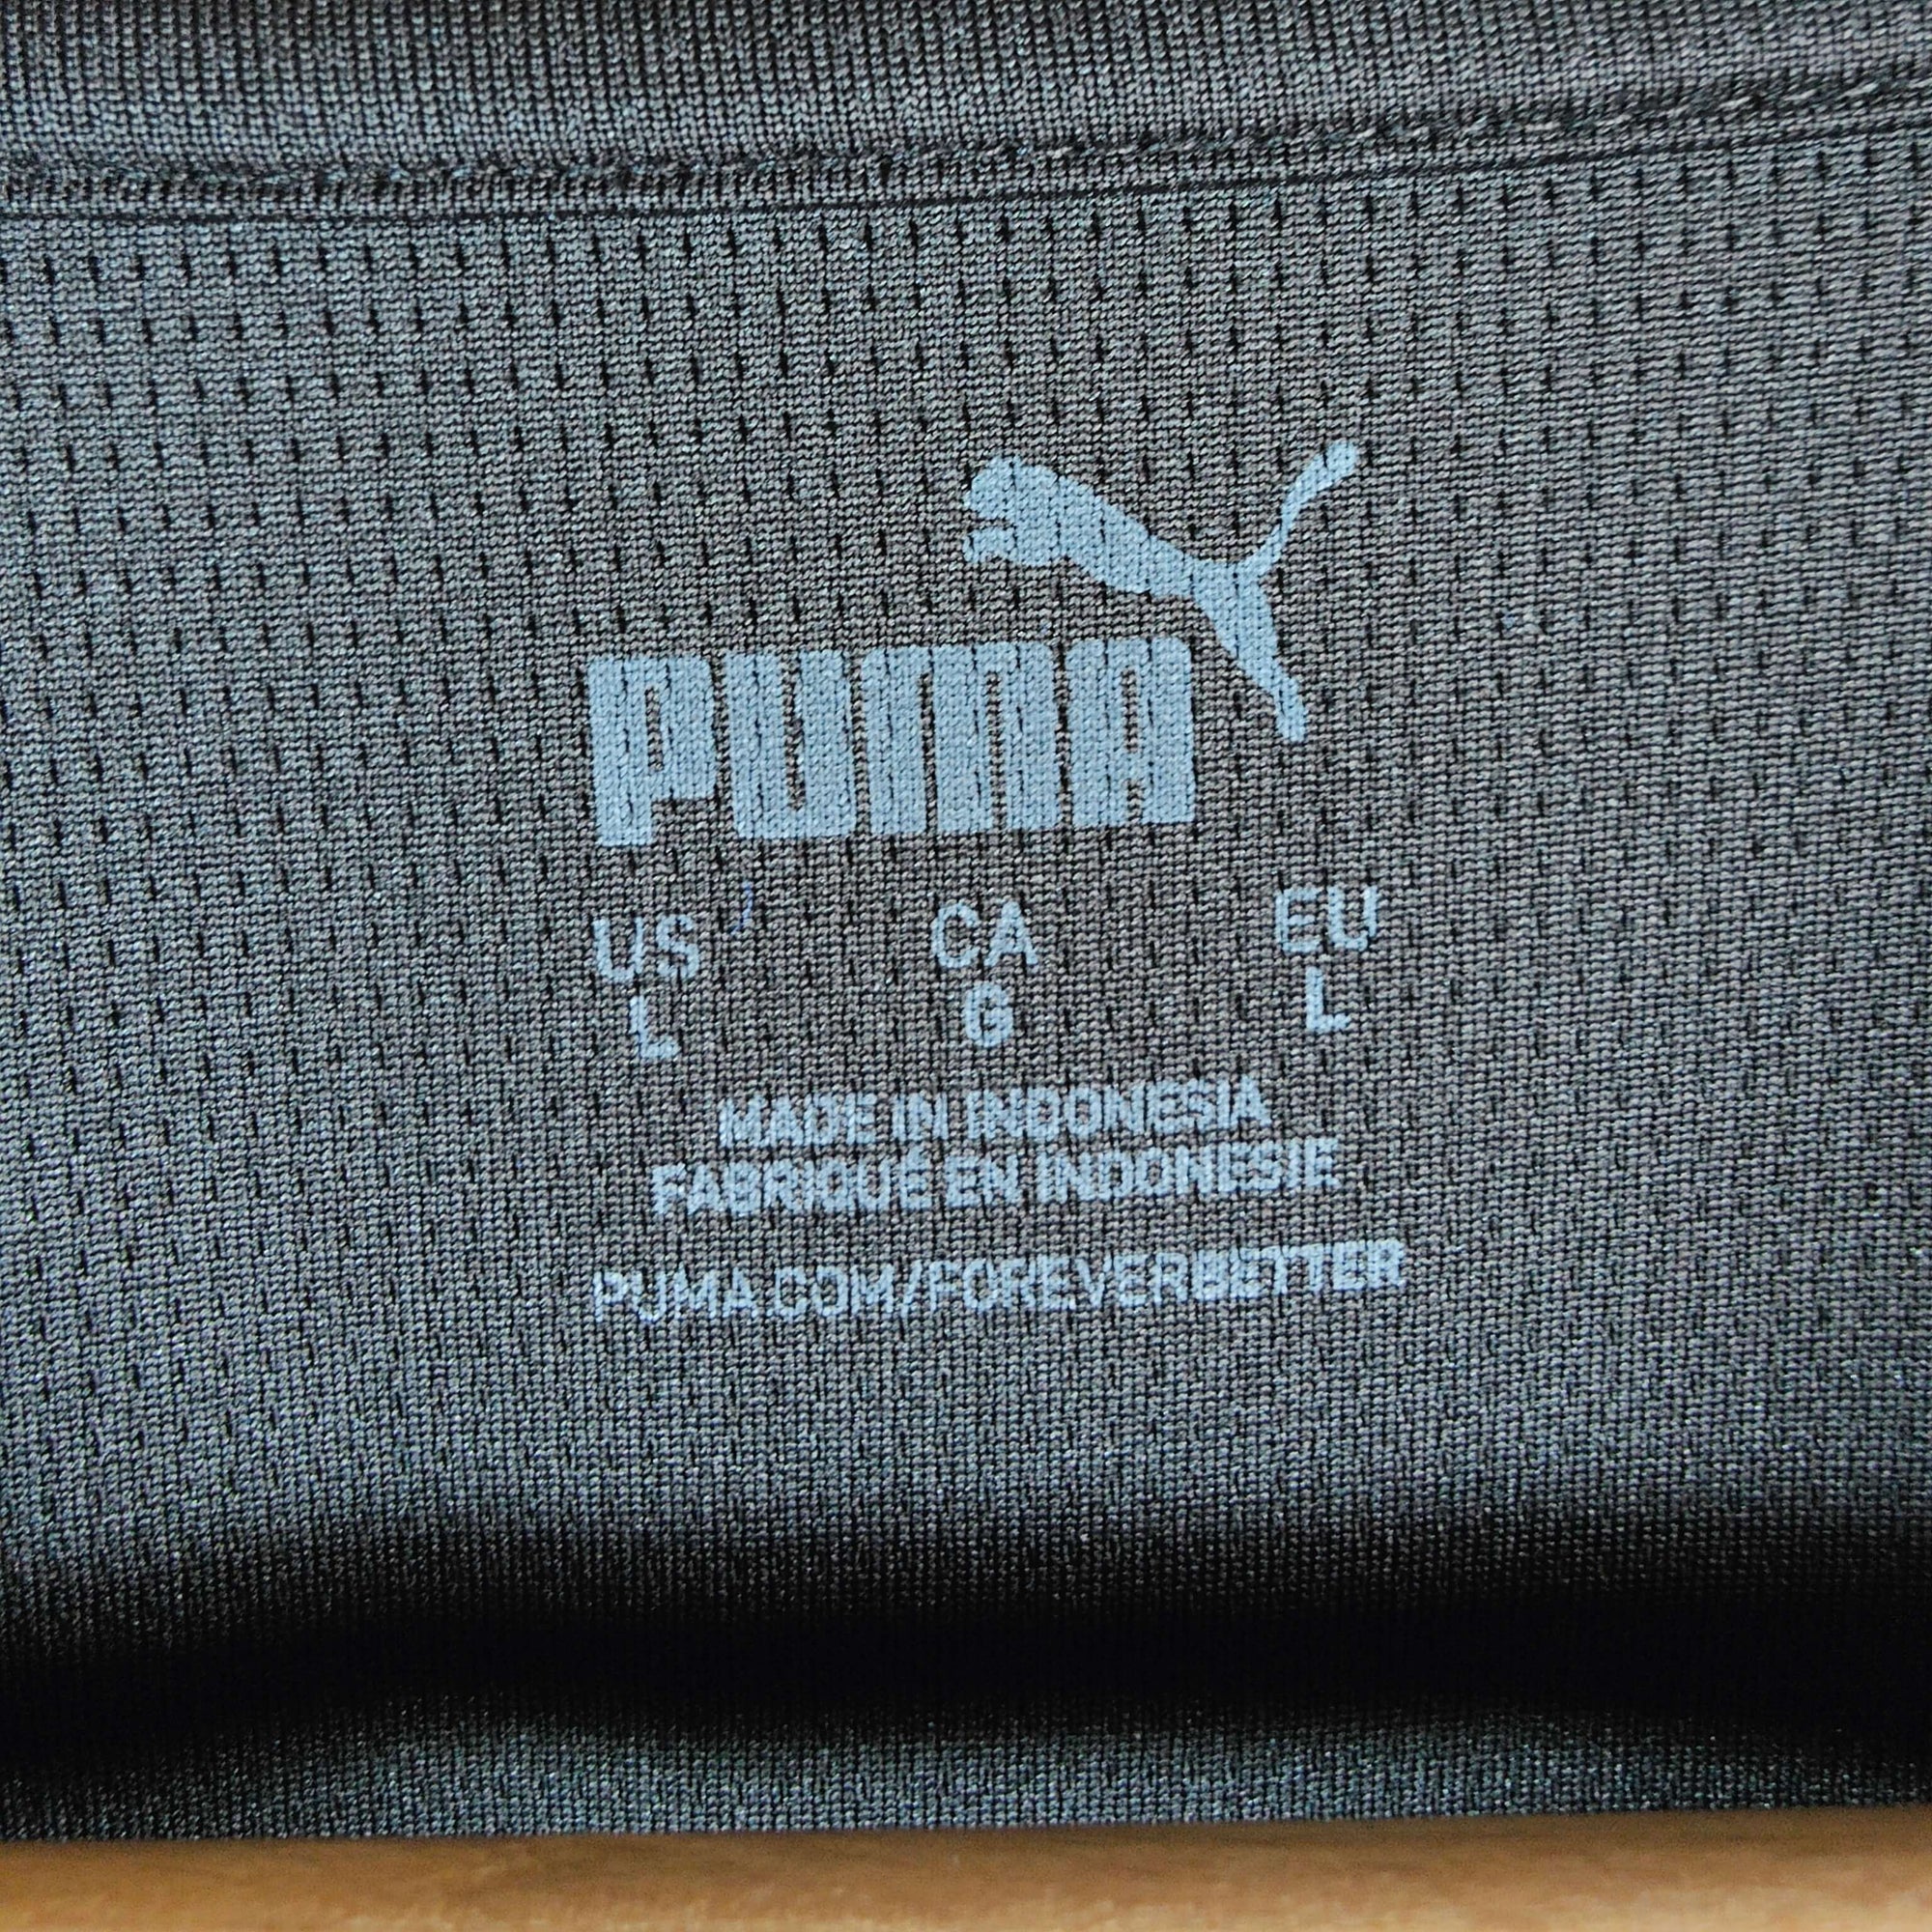 PUMA
US CA EU
L G L
MADE IN INDONESIA
FABRIQUÉ EN INDONESIE
PUMA.COM/FOREVERBETTER